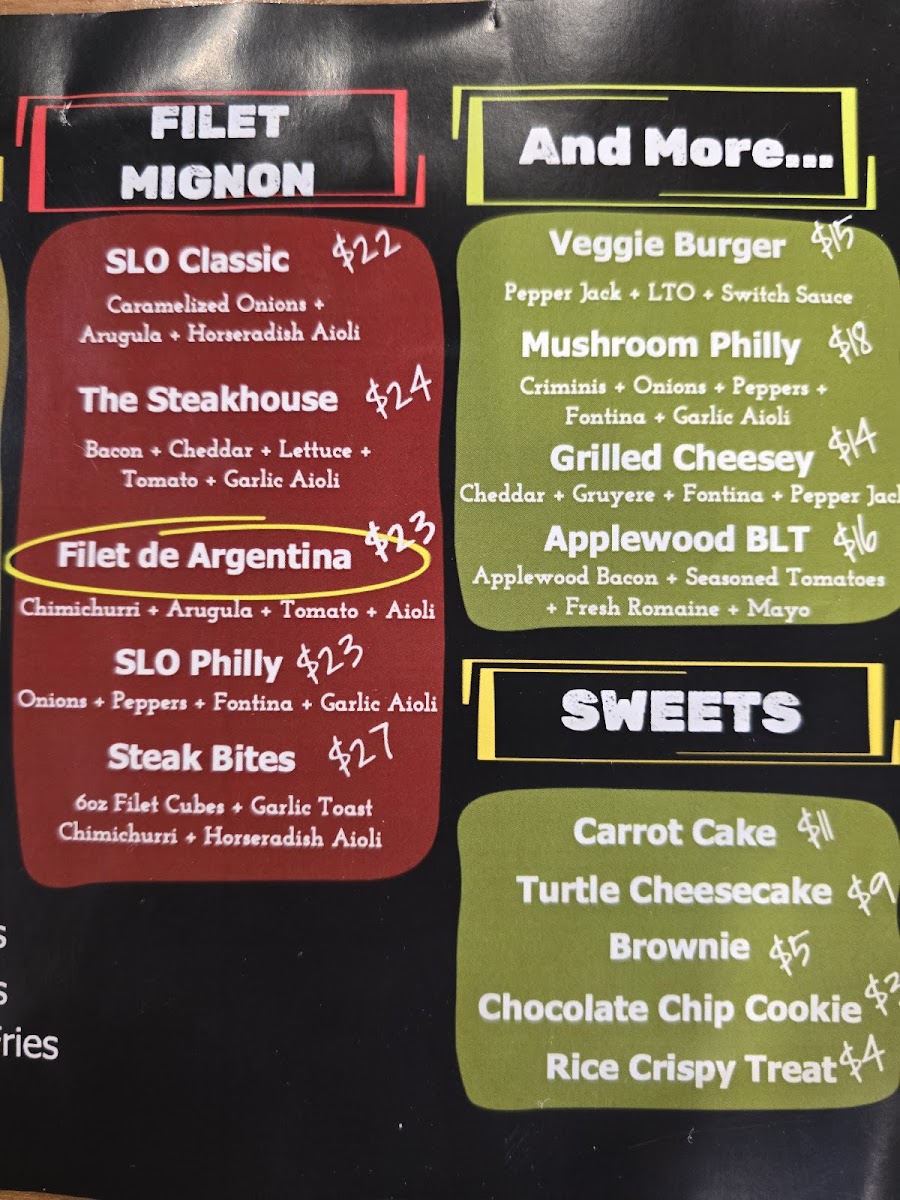 FILET
MIGNON
SLO Classic $22
Caramelized Onions +
Arugula + Horseradish Aioli
The Steakhouse $24
Bacon + Cheddar + Lettuce +
Tomato + Garlic Aioli
Filet de Argentina $23
Chimichurri + Arugula + Tomato + Aioli
SLO Philly $23
Onions + Peppers + Fontina + Garlic Aioli
Steak Bites $27
6oz Filet Cubes + Garlic Toast
Chimichurri + Horseradish Aioli
And More...
Veggie Burger $15
Pepper Jack + LTO + Switch Sauce
Mushroom Philly $18
Criminis + Onions + Peppers +
Fontina + Garlic Aioli
Grilled Cheesey $14
Cheddar + Gruyere + Fontina + Pepper Jack
Applewood BLT $16
Applewood Bacon + Seasoned Tomatoes
+ Fresh Romaine + Mayo
SWEETS
Carrot Cake $11
Turtle Cheesecake $9
Brownie $5
Chocolate Chip Cookie
Rice Crispy Treat $4
Fries